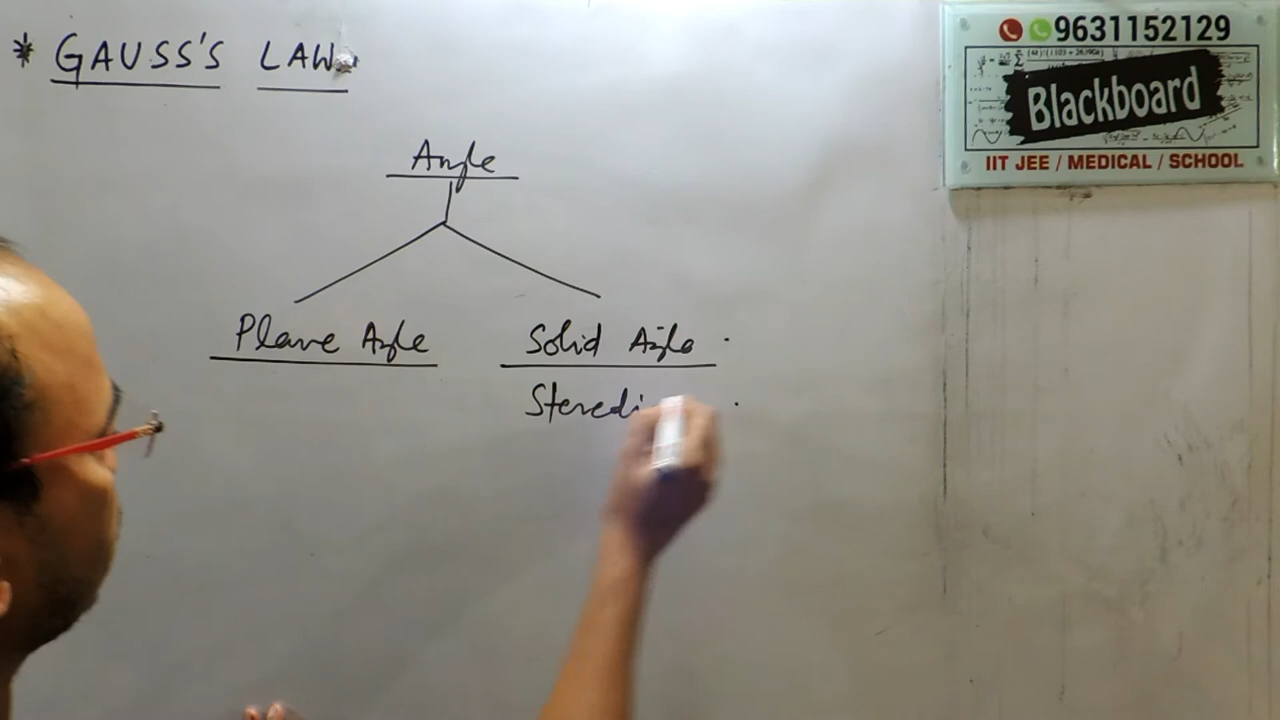 * GAUSS'S LAW.
9631152129
Blackboard
IIT JEE / MEDICAL / SCHOOL
Angle
Plane Angle Solid Angle.
Steredi